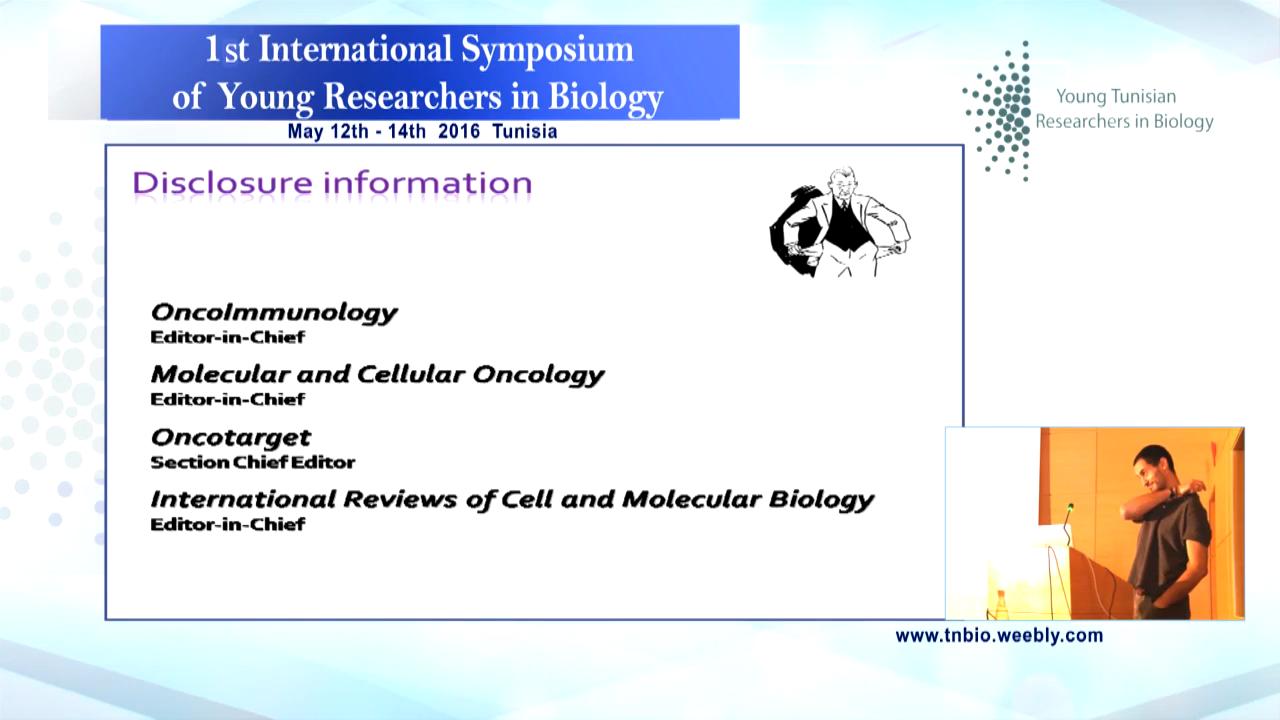 1st International Symposium
of Young Researchers in Biology
May 12th - 14th 2016 Tunisia
Young Tunisian
Researchers in Biology
Disclosure information
OncoImmunology
Editor-in-Chief
Molecular and Cellular Oncology
Editor-in-Chief
Oncotarget
Section Chief Editor
International Reviews of Cell and Molecular Biology
Editor-in-Chief
www.tnbio.weebly.com